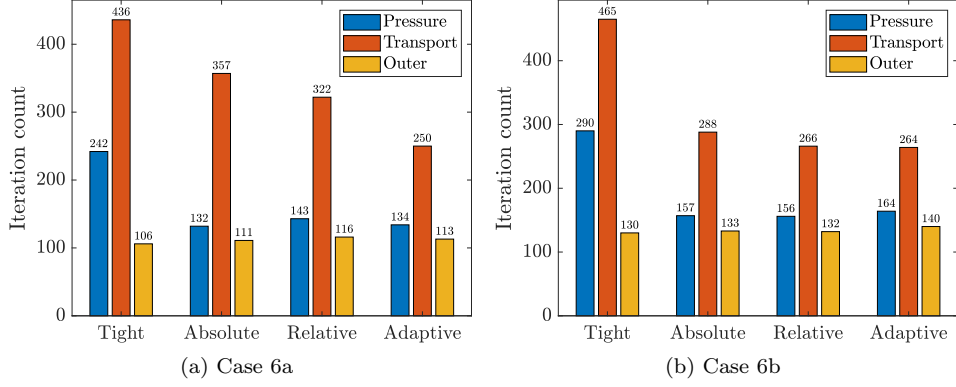 Iteration count
400
300
200
100
0
436
357
322
250
242
132
143
134
106
111
116
113
Pressure
Transport
Outer
Tight Absolute Relative Adaptive
(a) Case 6a
Iteration count
400
300
200
100
0
465
290
288
266
264
157
156
164
130
133
132
140
Pressure
Transport
Outer
Tight Absolute Relative Adaptive
(b) Case 6b